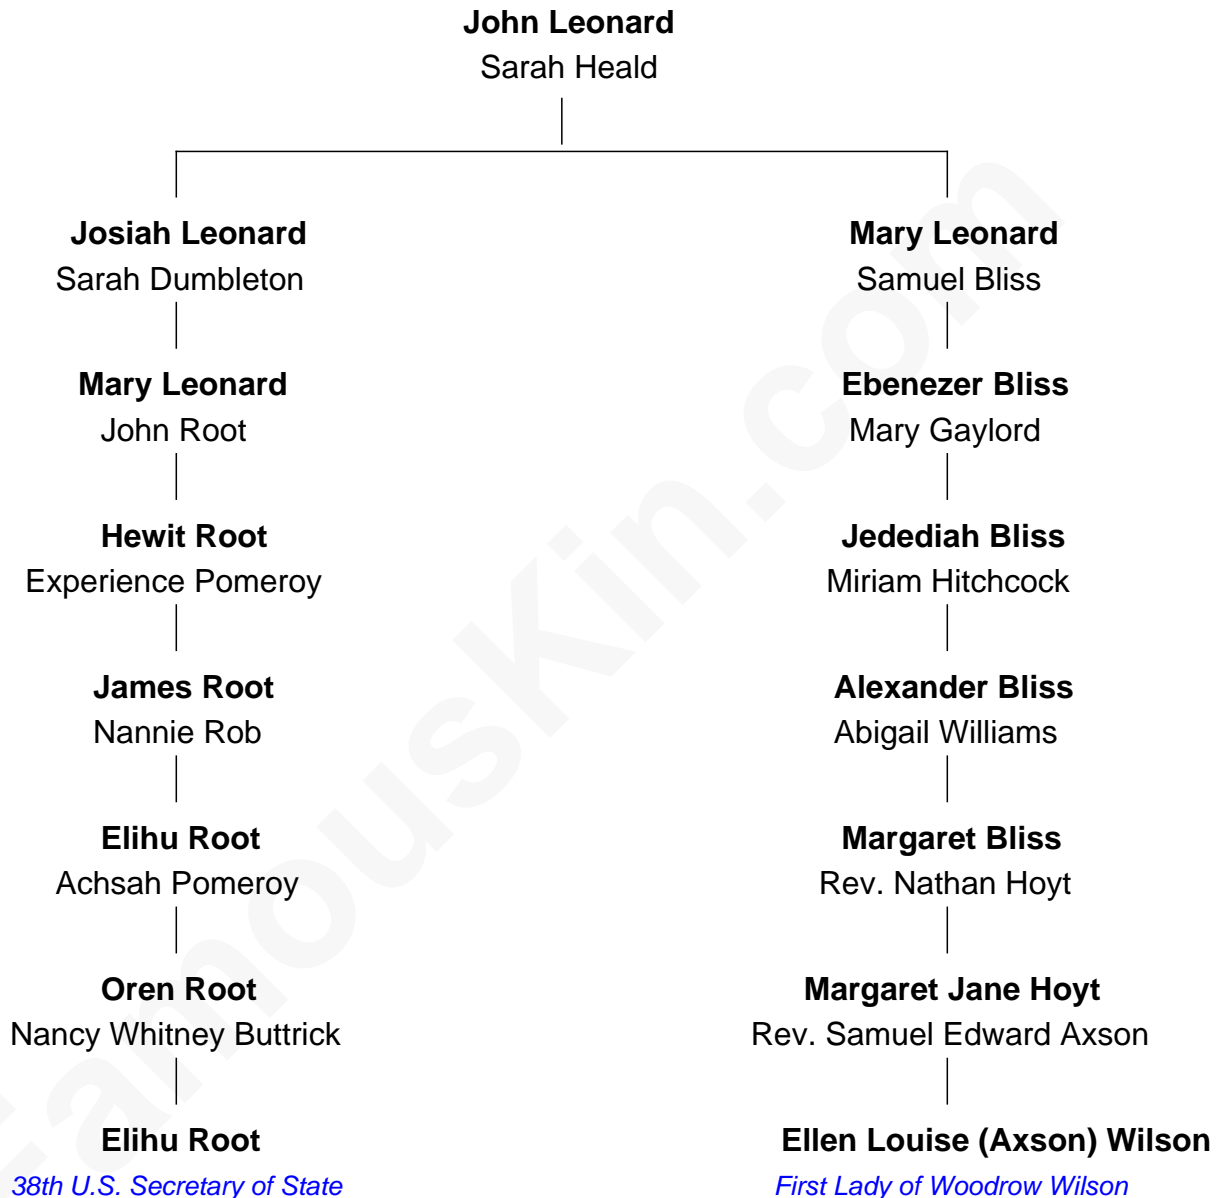 John Leonard
Sarah Heald
Josiah Leonard
Sarah Dumbleton
Mary Leonard
John Root
Hewit Root
Experience Pomeroy
James Root
Nannie Rob
Elihu Root
Achsah Pomeroy
Oren Root
Nancy Whitney Buttrick
Elihu Root
38th U.S. Secretary of State
Mary Leonard
Samuel Bliss
Ebenezer Bliss
Mary Gaylord
Jedediah Bliss
Miriam Hitchcock
Alexander Bliss
Abigail Williams
Margaret Bliss
Rev. Nathan Hoyt
Margaret Jane Hoyt
Rev. Samuel Edward Axson
Ellen Louise (Axson) Wilson
First Lady of Woodrow Wilson
FamousKin.com